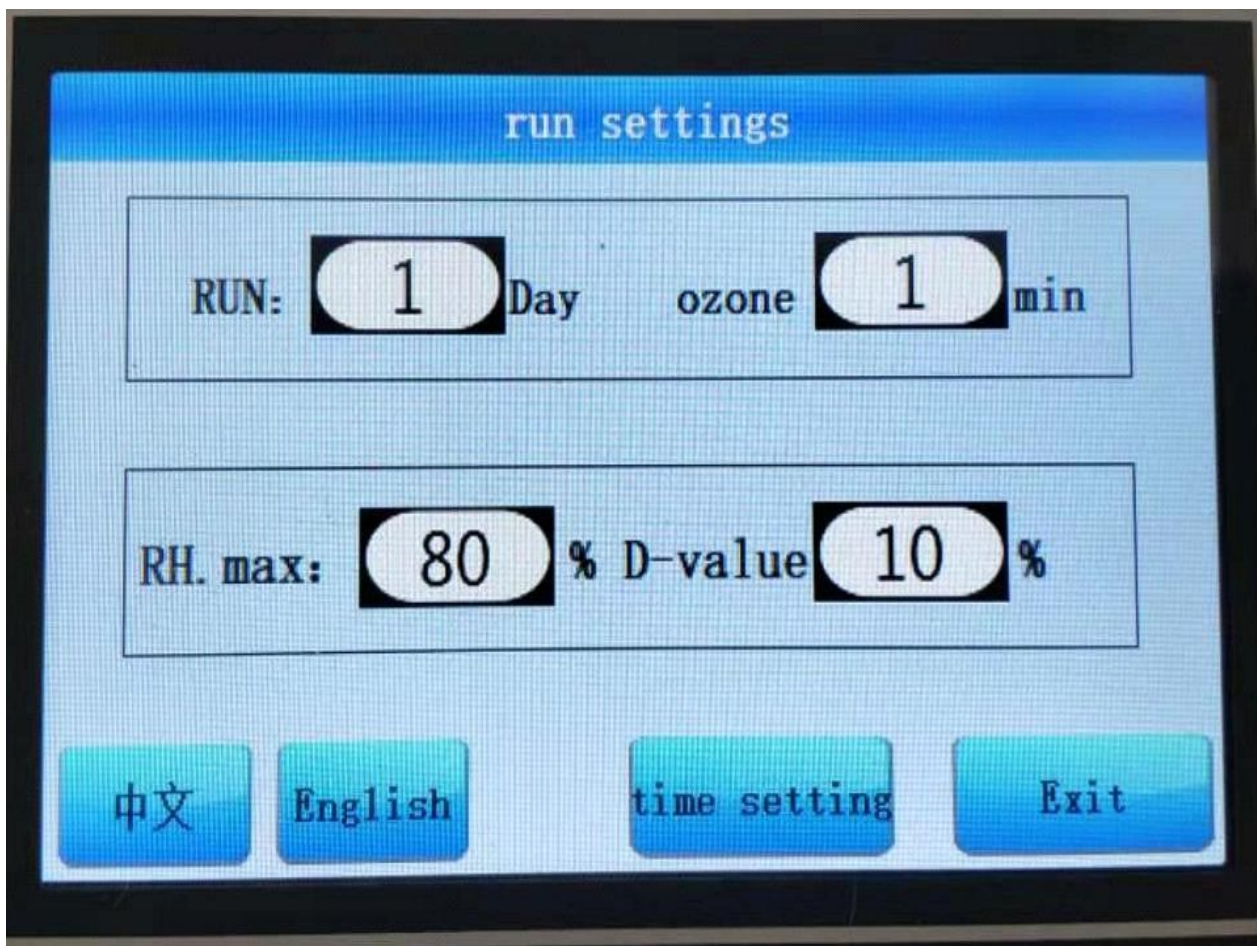 run settings
RUN: 1 Day ozone 1 min
RH. max: 80 % D-value 10 %
中文 English time setting Exit